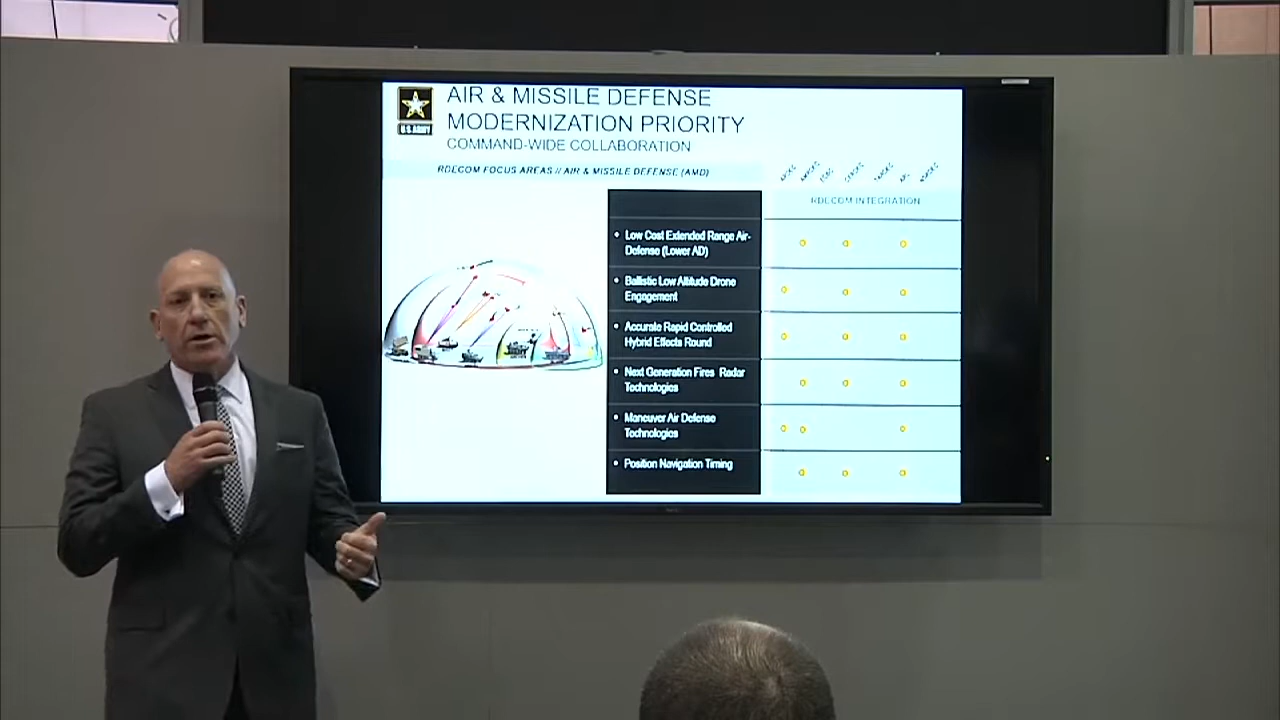 AIR & MISSILE DEFENSE
MODERNIZATION PRIORITY
COMMAND-WIDE COLLABORATION
U.S. ARMY
RDECOM FOCUS AREAS // AIR & MISSILE DEFENSE (AMD)
RDECOM INTEGRATION
• Low Cost Extended Range Air-
Defense (Lower AD)
• Ballistic Low Altitude Drone
Engagement
• Accurate Rapid Controlled
Hybrid Effects Round
• Next Generation Fires Radar
Technologies
• Maneuver Air Defense
Technologies
• Position Navigation Timing